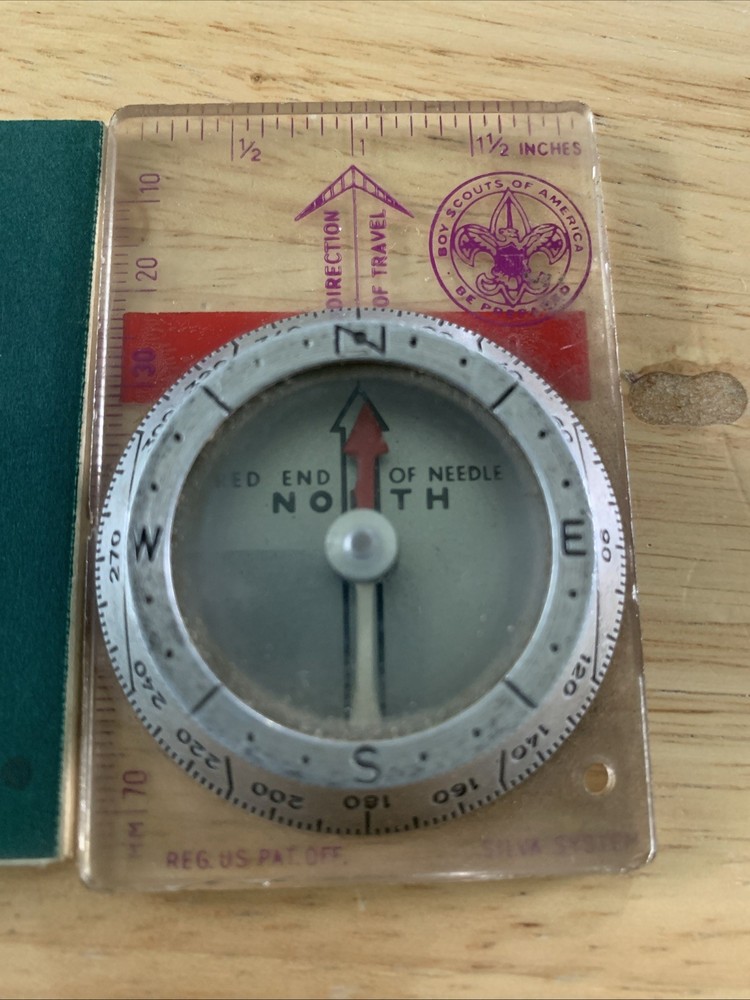 1/2 1 1 1/2 INCHES
10
20
30
DIRECTION
OF TRAVEL
BOY SCOUTS OF AMERICA
BE PREPARED
N
ED END OF NEEDLE
NO TH
W
E
S
270
90
240
120
220
140
200
180
160
70
MM
REG. US PAT. OFF.
SILVA SYSTEM